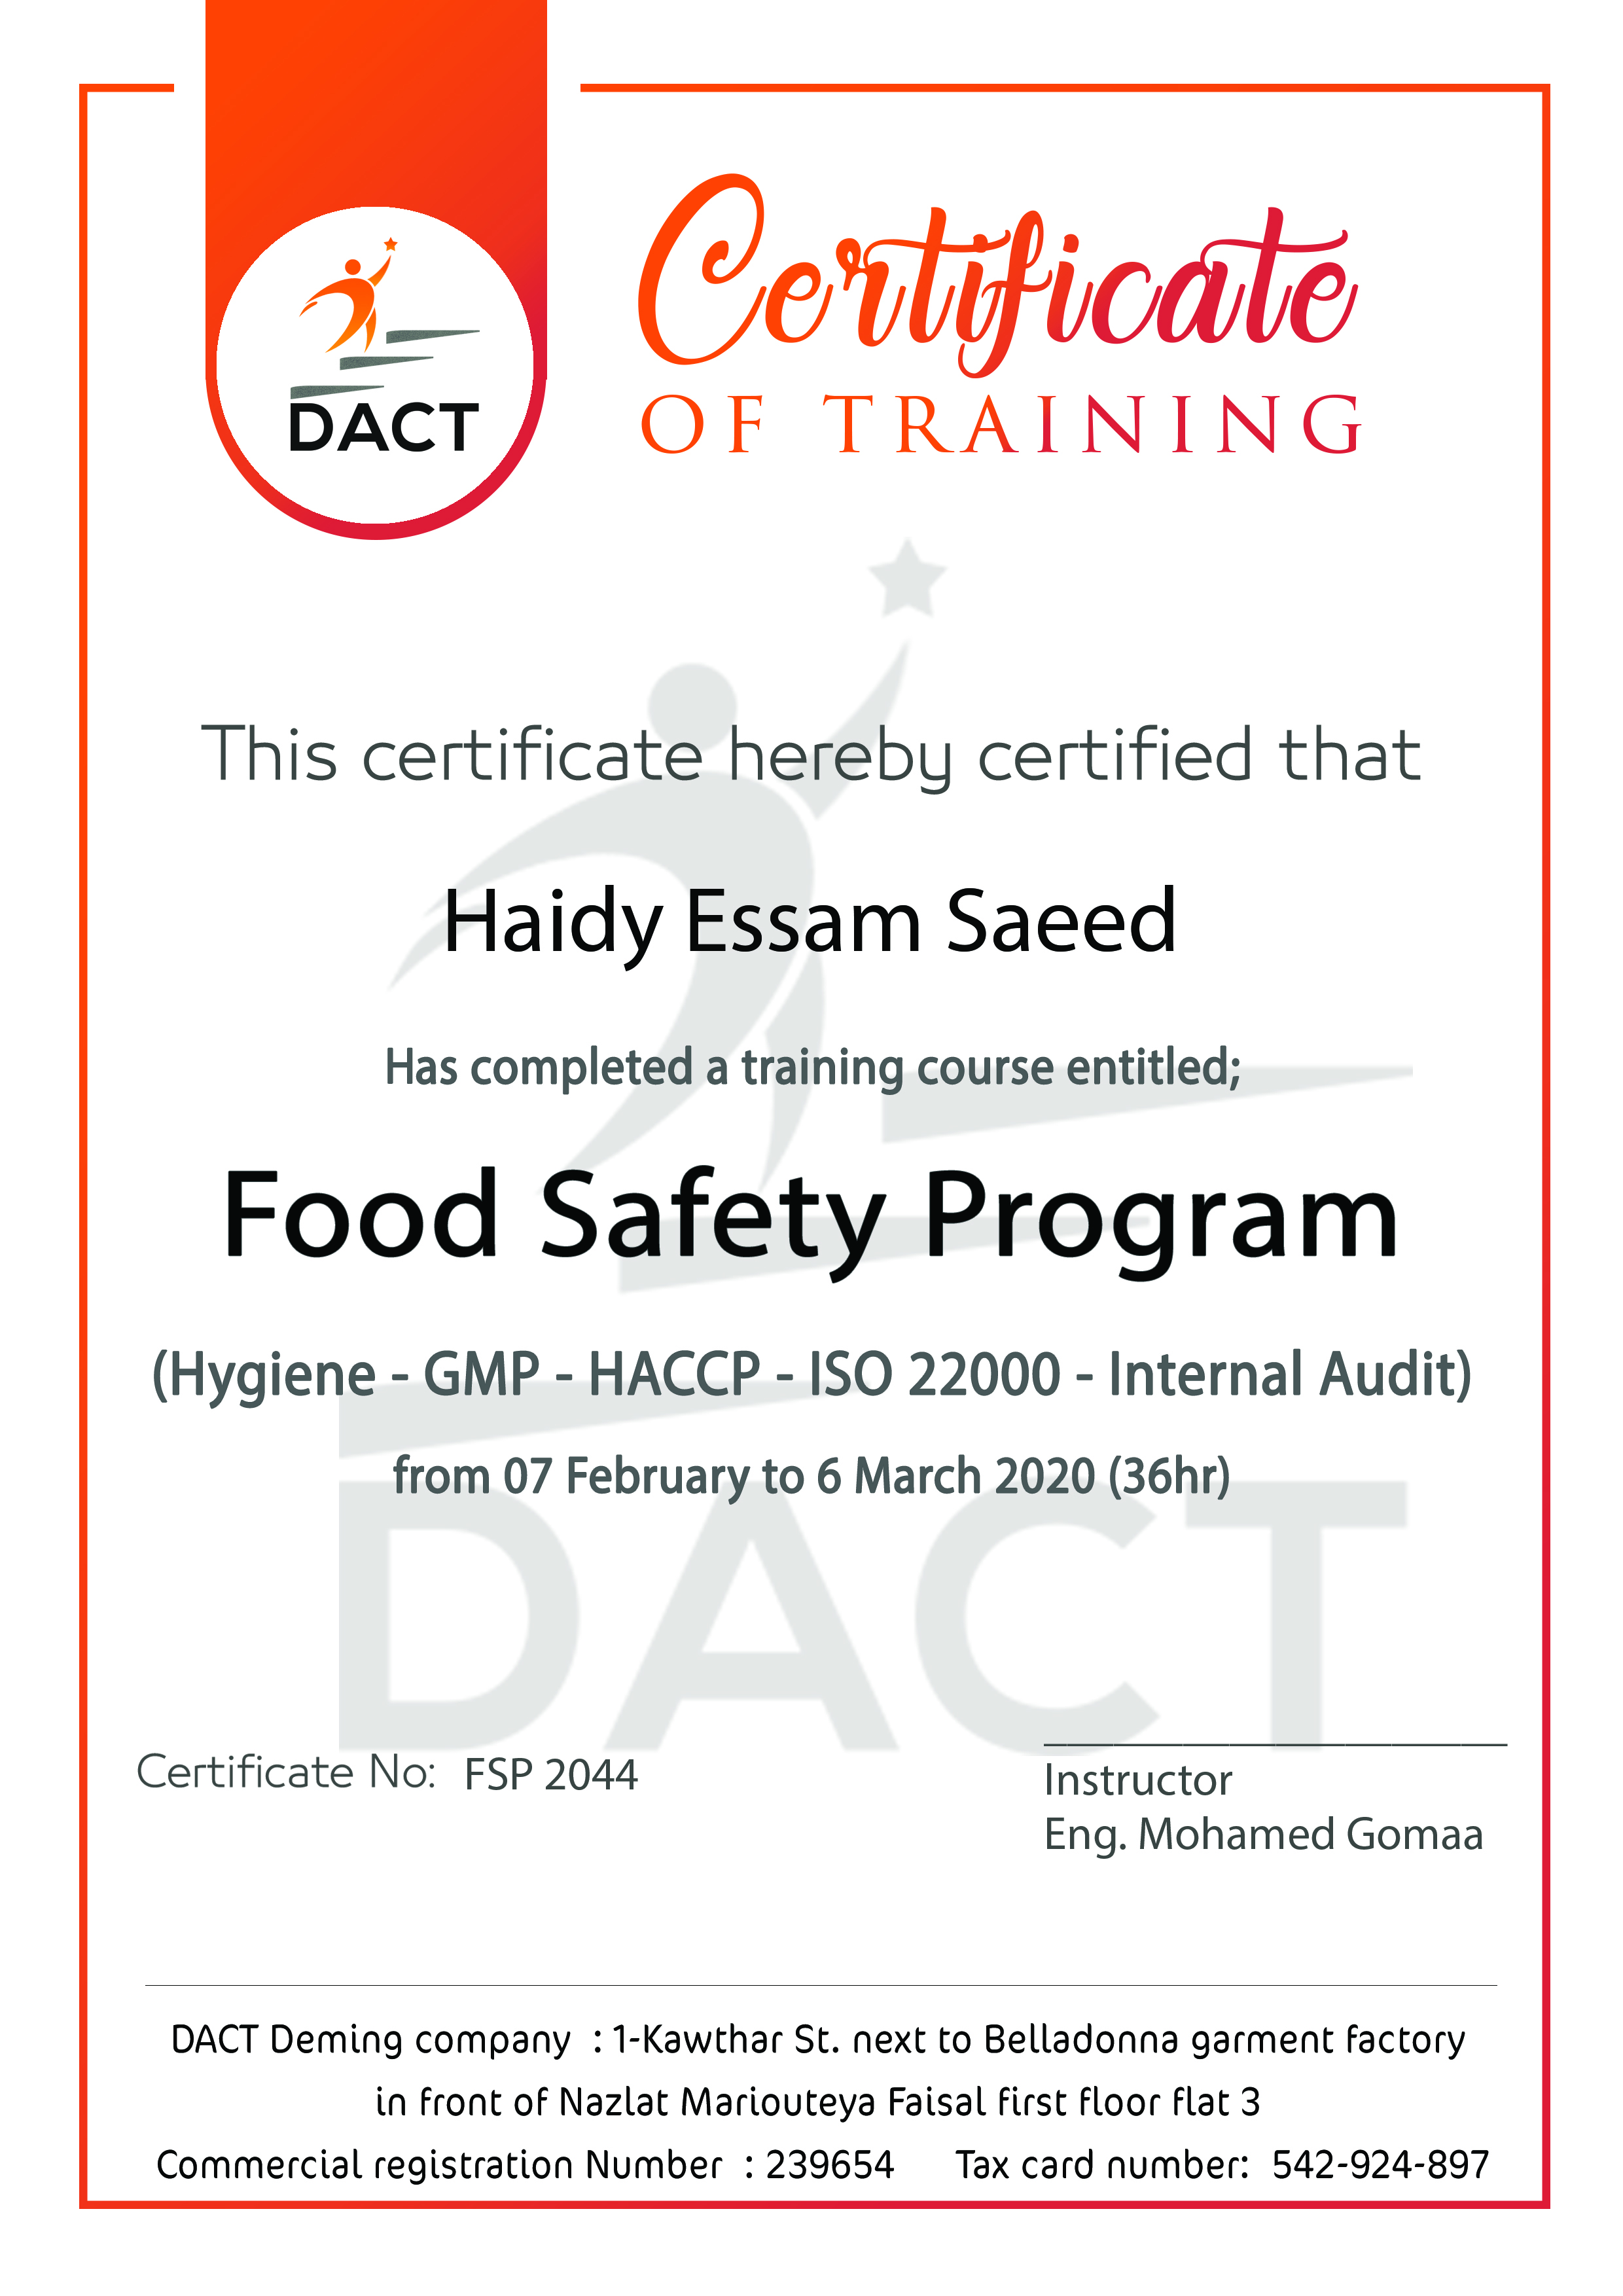 DACT
Certificate
OF TRAINING
This certificate hereby certified that
Haidy Essam Saeed
Has completed a training course entitled;
Food Safety Program
(Hygiene - GMP - HACCP - ISO 22000 - Internal Audit)
from 07 February to 6 March 2020 (36hr)
DACT
Certificate No: FSP 2044
Instructor
Eng. Mohamed Gomaa
DACT Deming company : 1-Kawthar St. next to Belladonna garment factory
in front of Nazlat Mariouteya Faisal first floor flat 3
Commercial registration Number : 239654 Tax card number: 542-924-897